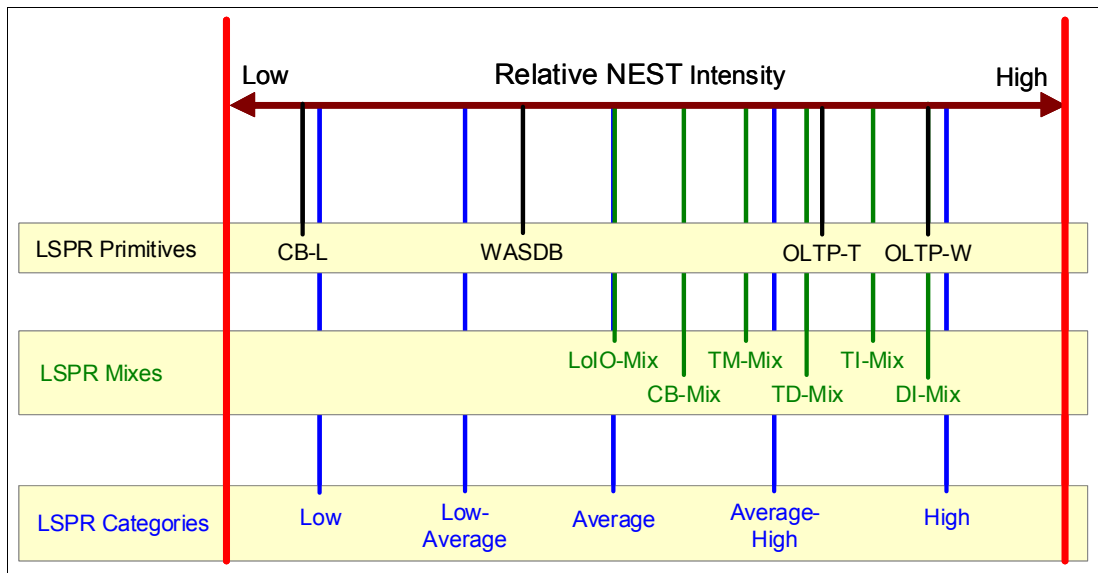 Low
Relative NEST Intensity
High
LSPR Primitives
CB-L
WASDB
OLTP-T
OLTP-W
LSPR Mixes
LoIO-Mix
TM-Mix
TI-Mix
CB-Mix
TD-Mix
DI-Mix
LSPR Categories
Low
Low-
Average
Average
Average-
High
High